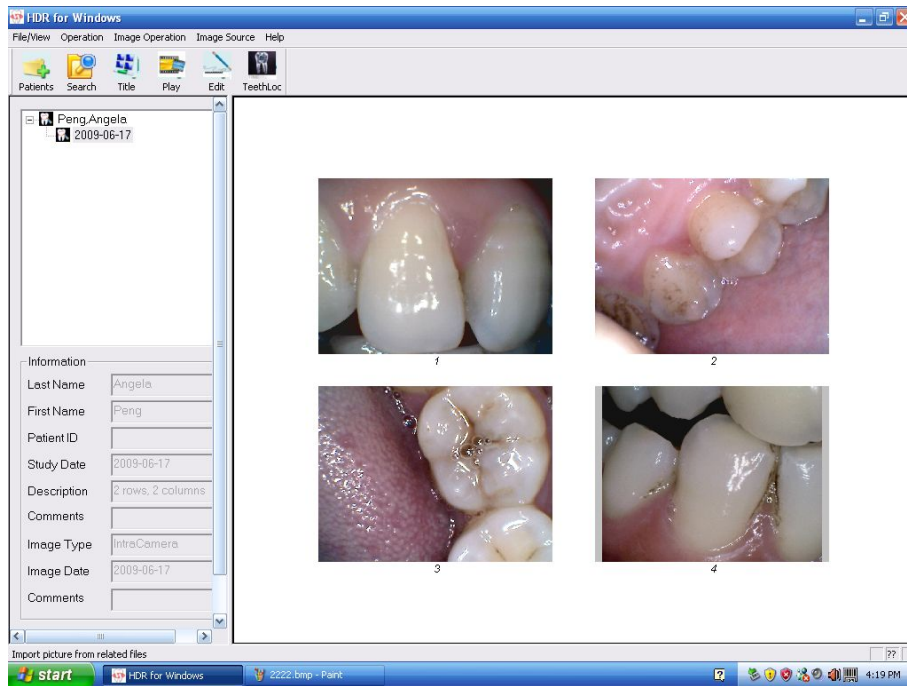 HDR for Windows
File/View Operation Image Operation Image Source Help
Patients Search Title Play Edit TeethLoc
Peng,Angela
2009-06-17
1
2
3
4
Information
Last Name Angela
First Name Peng
Patient ID
Study Date 2009-06-17
Description 2 rows, 2 columns
Comments
Image Type IntraCamera
Image Date 2009-06-17
Comments
Import picture from related files
??
start HDR for Windows 2222.bmp - Paint 4:19 PM